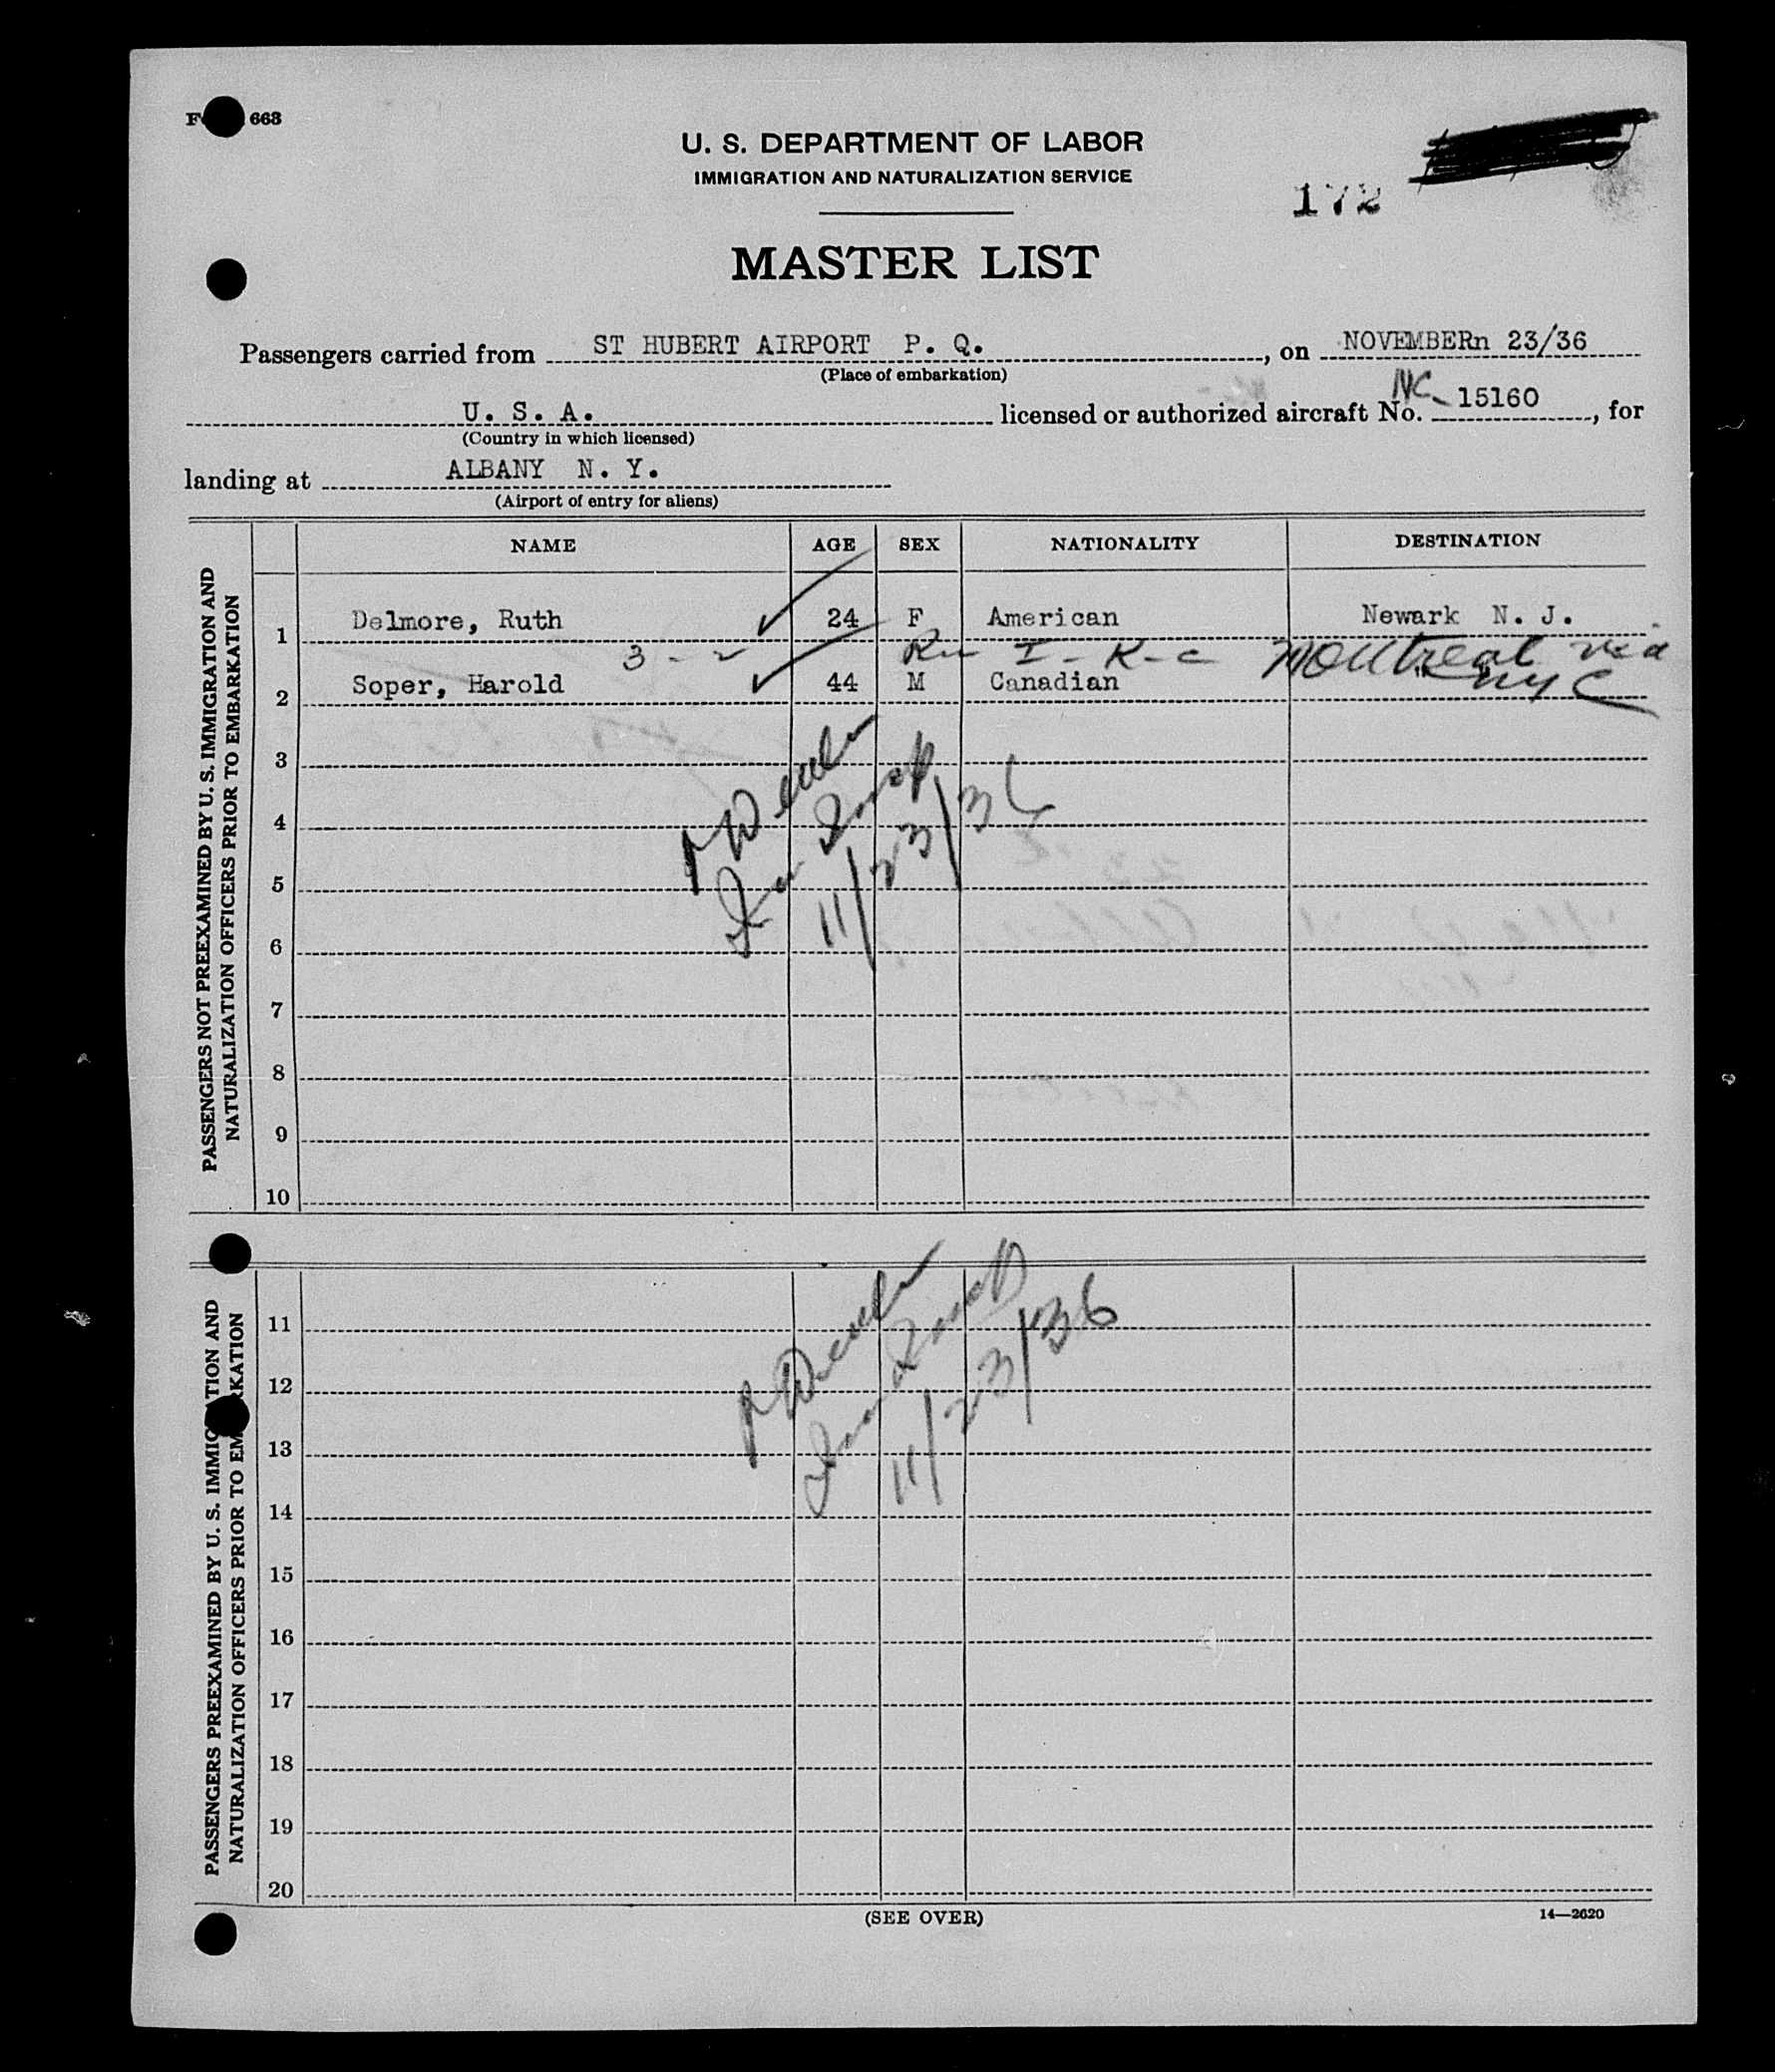 663
U. S. DEPARTMENT OF LABOR
IMMIGRATION AND NATURALIZATION SERVICE
172
MASTER LIST
Passengers carried from ST HUBERT AIRPORT P. Q. , on NOVEMBERn 23/36
(Place of embarkation)
U. S. A. licensed or authorized aircraft No. NC- 15160 , for
(Country in which licensed)
landing at ALBANY N. Y.
(Airport of entry for aliens)
PASSENGERS NOT PREEXAMINED BY U. S. IMMIGRATION AND
NATURALIZATION OFFICERS PRIOR TO EMBARKATION
NAME AGE SEX NATIONALITY DESTINATION
1 Delmore, Ruth 24 F American Newark N. J.
3 - 2 I - K - c Montreal via
2 Soper, Harold 44 M Canadian " " NYC
3
4
5
11/23/36
6
7
8
9
10
PASSENGERS PREEXAMINED BY U. S. IMMIGRATION AND
NATURALIZATION OFFICERS PRIOR TO EMBARKATION
11
12
13
11/23/36
14
15
16
17
18
19
20
(SEE OVER)
14—2620